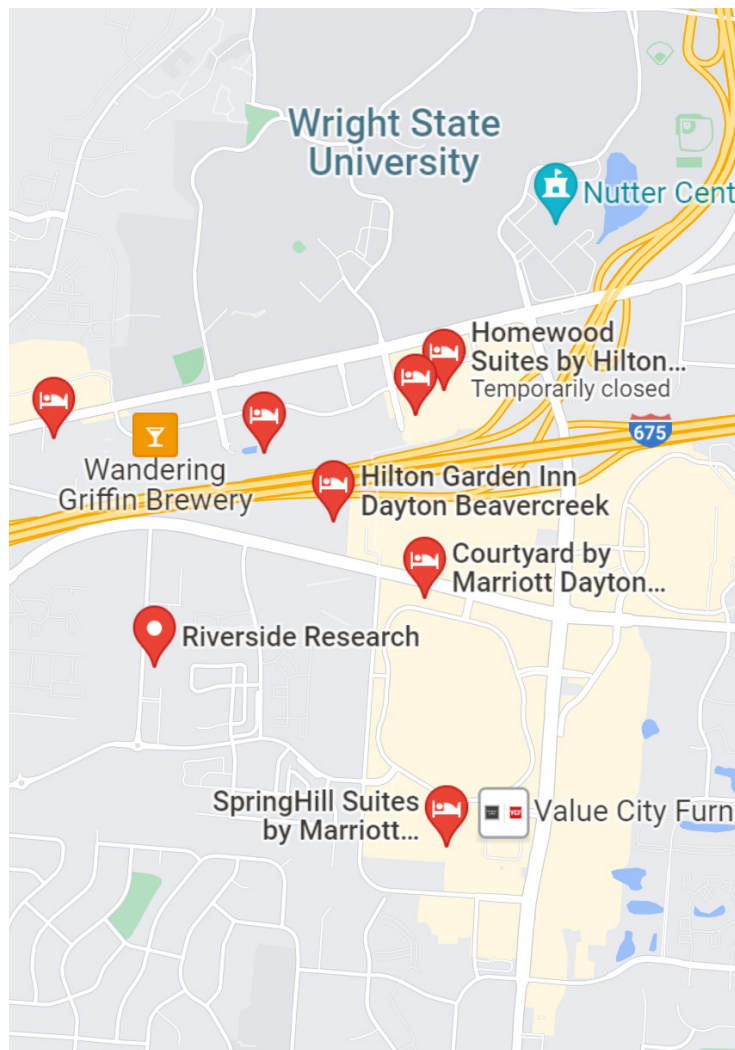 Wright State
University
Nutter Cent
Homewood
Suites by Hilton...
Temporarily closed
675
Wandering
Griffin Brewery
Hilton Garden Inn
Dayton Beavercreek
Courtyard by
Marriott Dayton...
Riverside Research
SpringHill Suites
by Marriott...
Value City Furn